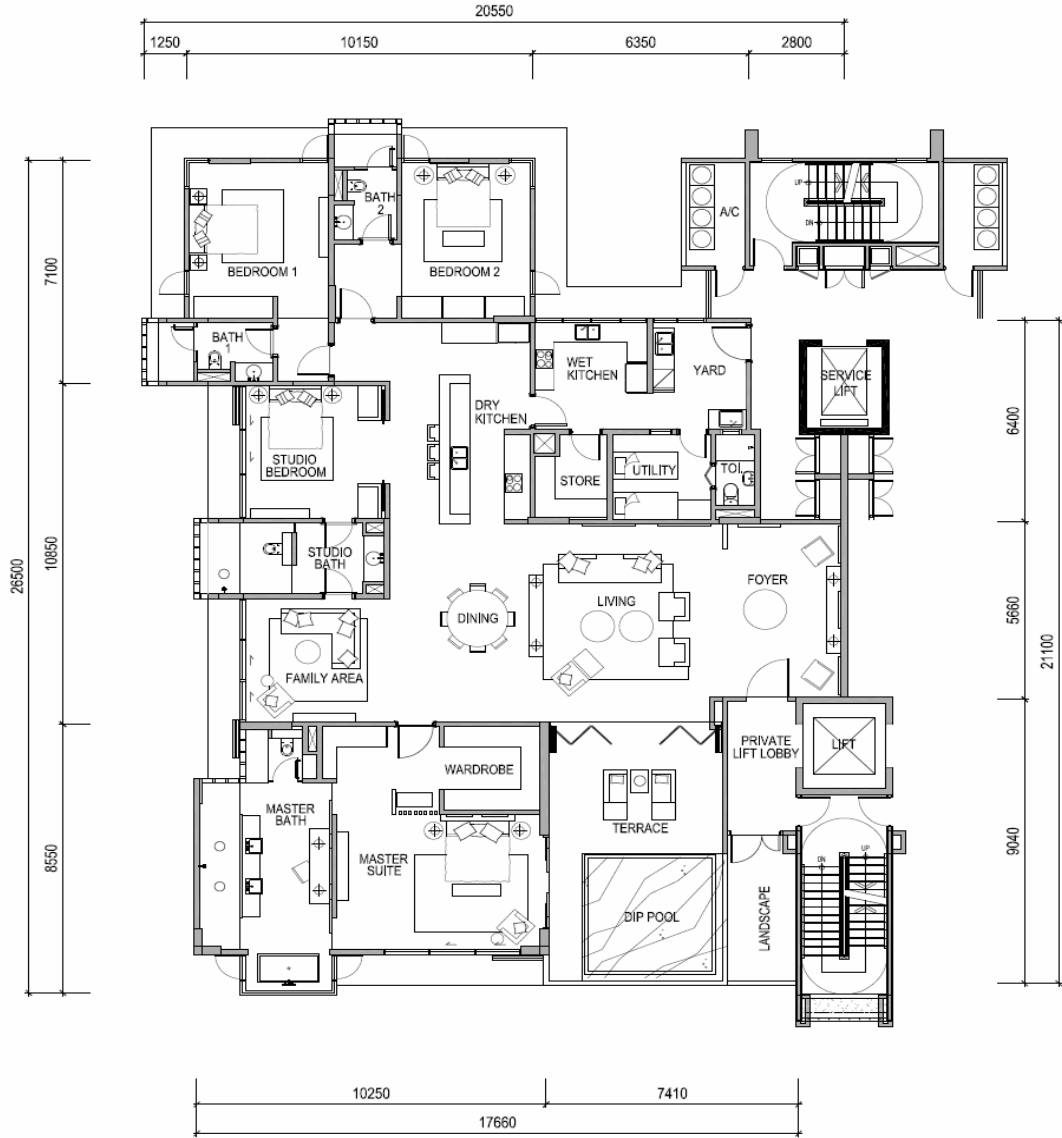 20550
1250
10150
6350
2800
BATH
2
UP
A/C
DN
BEDROOM 1
BEDROOM 2
7100
BATH
1
WET
KITCHEN
YARD
SERVICE
LIFT
DRY
KITCHEN
6400
STUDIO
BEDROOM
STORE
UTILITY
TOI.
26500
10850
STUDIO
BATH
FOYER
LIVING
DINING
5660
21100
FAMILY AREA
PRIVATE
LIFT LOBBY
LIFT
WARDROBE
MASTER
BATH
TERRACE
MASTER
SUITE
DN
UP
8550
9040
DIP POOL
LANDSCAPE
10250
7410
17660